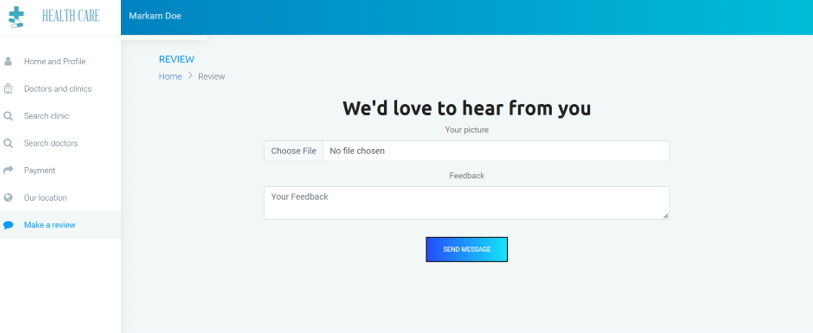 HEALTH CARE
Markam Doe
Home and Profile
Doctors and clinics
Search clinic
Search doctors
Payment
Our location
Make a review
REVIEW
Home > Review
We'd love to hear from you
Your picture
Choose File No file chosen
Feedback
Your Feedback
SEND MESSAGE